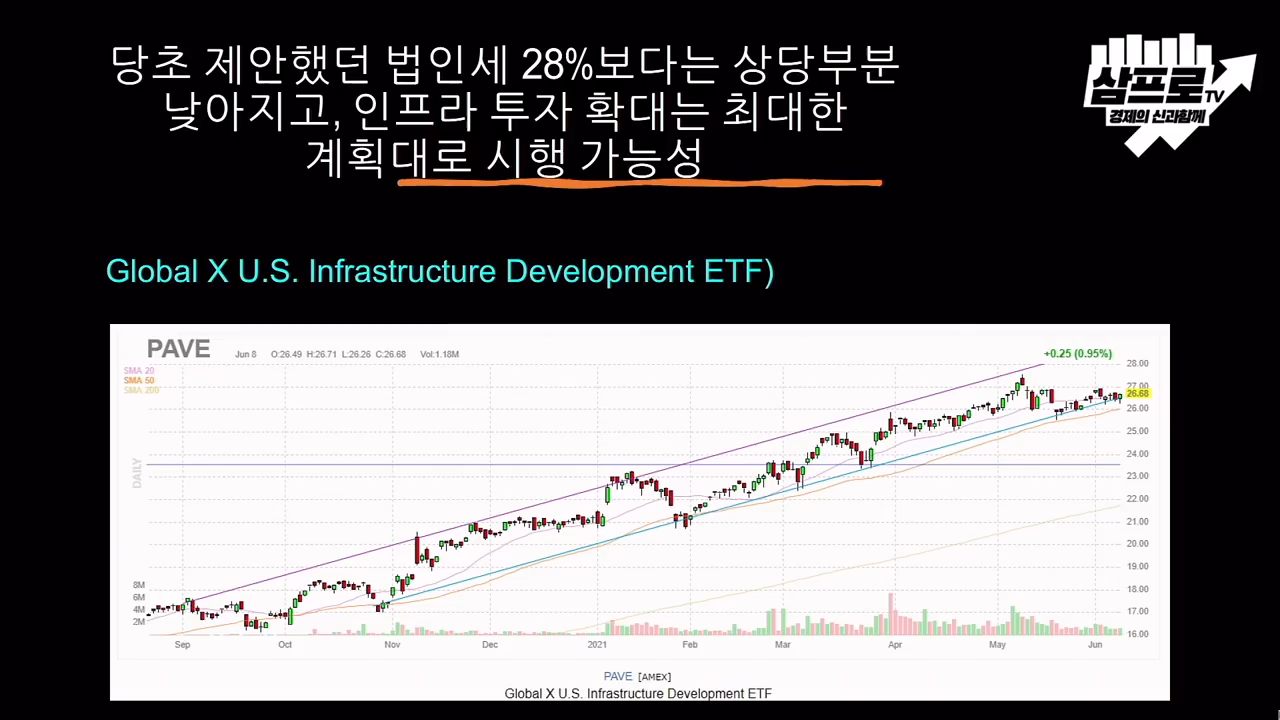 당초 제안했던 법인세 28%보다는 상당부분
낮아지고, 인프라 투자 확대는 최대한
계획대로 시행 가능성
삼프로TV
경제의 신과함께
Global X U.S. Infrastructure Development ETF)
PAVE Jun 8 O:26.49 H:26.71 L:26.26 C:26.68 Vol:1.18M +0.25 (0.95%)
SMA 20
SMA 50
SMA 200
DAILY
28.00
27.00
26.68
26.00
25.00
24.00
23.00
22.00
21.00
20.00
19.00
18.00
17.00
16.00
8M
6M
4M
2M
Sep Oct Nov Dec 2021 Feb Mar Apr May Jun
PAVE [AMEX]
Global X U.S. Infrastructure Development ETF